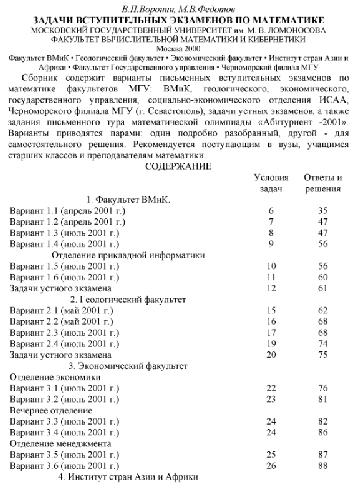 В.П.Воронин, М.В.Федотов
ЗАДАЧИ ВСТУПИТЕЛЬНЫХ ЭКЗАМЕНОВ ПО МАТЕМАТИКЕ
МОСКОВСКИЙ ГОСУДАРСТВЕННЫЙ УНИВЕРСИТЕТ им. М. В. ЛОМОНОСОВА
ФАКУЛЬТЕТ ВЫЧИСЛИТЕЛЬНОЙ МАТЕМАТИКИ И КИБЕРНЕТИКИ
Москва 2000
Факультет ВМиК • Геологический факультет • Экономический факультет • Институт стран Азии и
Африки • Факультет Государственного управления • Черноморский филиал МГУ
Сборник содержит варианты письменных вступительных экзаменов по
математике факультетов МГУ: ВМиК, геологического, экономического,
государственного управления, социально-экономического отделения ИСАА,
Черноморского филиала МГУ (г. Севастополь), задачи устных экзаменов, а также
задания письменного тура математической олимпиады «Абитуриент -2001».
Варианты приводятся парами: один подробно разобранный, другой - для
самостоятельного решения. Рекомендуется поступающим в вузы, учащимся
старших классов и преподавателям математики.
СОДЕРЖАНИЕ
Условия задач Ответы и решения
1. Факультет ВМиК.
Вариант 1.1 (апрель 2001 г.) 6 35
Вариант 1.2 (апрель 2001 г.) 7 47
Вариант 1.3 (июль 2001 г.) 8 47
Вариант 1.4 (июль 2001 г.) 9 56
Отделение прикладной информатики
Вариант 1.5 (июль 2001 г.) 10 56
Вариант 1.6 (июль 2001 г.) 11 60
Задачи устного экзамена 12 61
2. Геологический факультет
Вариант 2.1 (май 2001 г.) 15 62
Вариант 2.2 (май 2001 г.) 16 68
Вариант 2.3 (июль 2001 г.) 17 68
Вариант 2.4 (июль 2001 г.) 19 74
Задачи устного экзамена 20 75
3. Экономический факультет
Отделение экономики
Вариант 3.1 (июль 2001 г.) 22 76
Вариант 3.2 (июль 2001 г.) 23 81
Вечернее отделение
Вариант 3.3 (июль 2001 г.) 24 82
Вариант 3.4 (июль 2001 г.) 24 86
Отделение менеджмента
Вариант 3.5 (июль 2001 г.) 25 87
Вариант 3.6 (июль 2001 г.) 26 88
4. Институт стран Азии и Африки